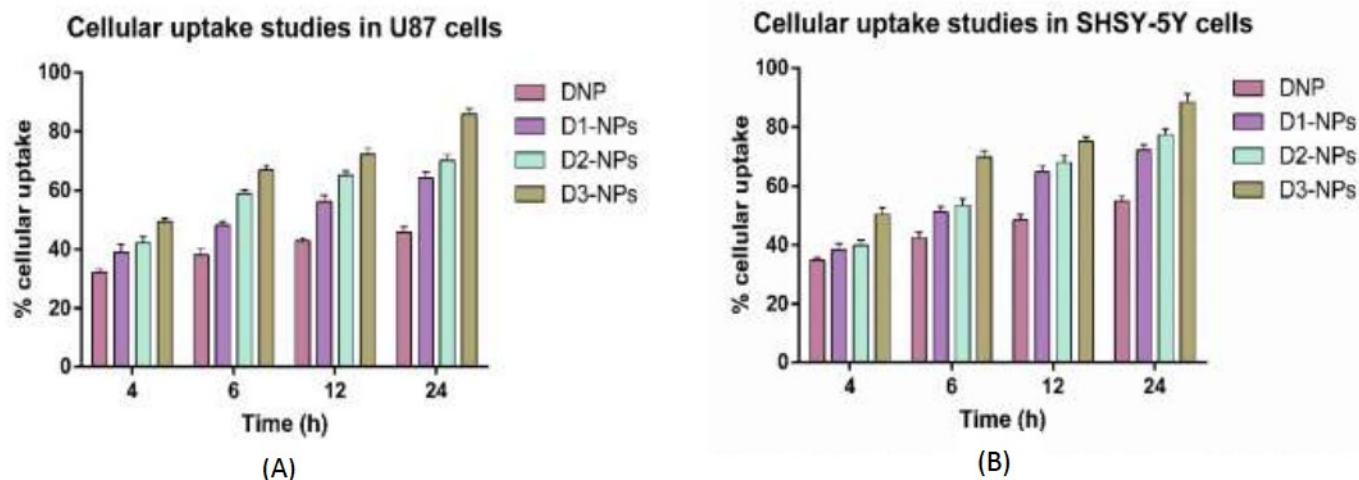 Cellular uptake studies in U87 cells
% cellular uptake
100
80
60
40
20
0
4 6 12 24
Time (h)
DNP
D1-NPs
D2-NPs
D3-NPs
(A)
Cellular uptake studies in SHSY-5Y cells
% cellular uptake
100
80
60
40
20
0
4 6 12 24
Time (h)
DNP
D1-NPs
D2-NPs
D3-NPs
(B)